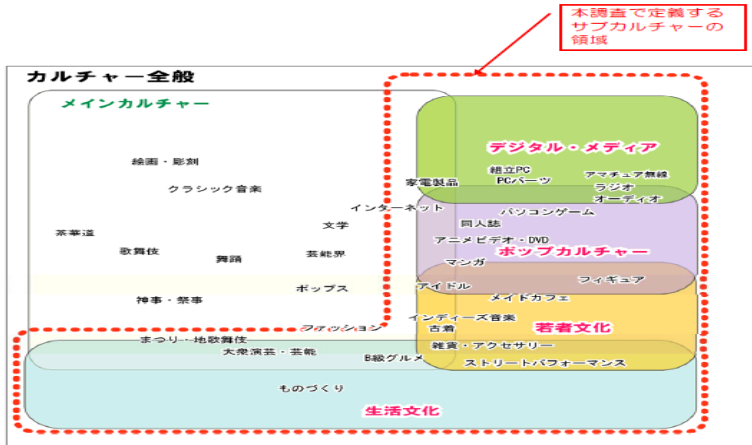 本調査で定義する
サブカルチャーの
領域
カルチャー全般
メインカルチャー
デジタル・メディア
絵画・彫刻
組立PC
アマチュア無線
家電製品
PCパーツ
クラシック音楽
ラジオ
オーディオ
インターネット
パソコンゲーム
文学
同人誌
茶華道
アニメビデオ・DVD
歌舞伎
芸能界
ポップカルチャー
舞踊
マンガ
フィギュア
ポップス
アイドル
神事・祭事
メイドカフェ
インディーズ音楽
ファッション
古着
若者文化
まつり・地歌舞伎
雑貨・アクセサリー
大衆演芸・芸能
B級グルメ
ストリートパフォーマンス
ものづくり
生活文化